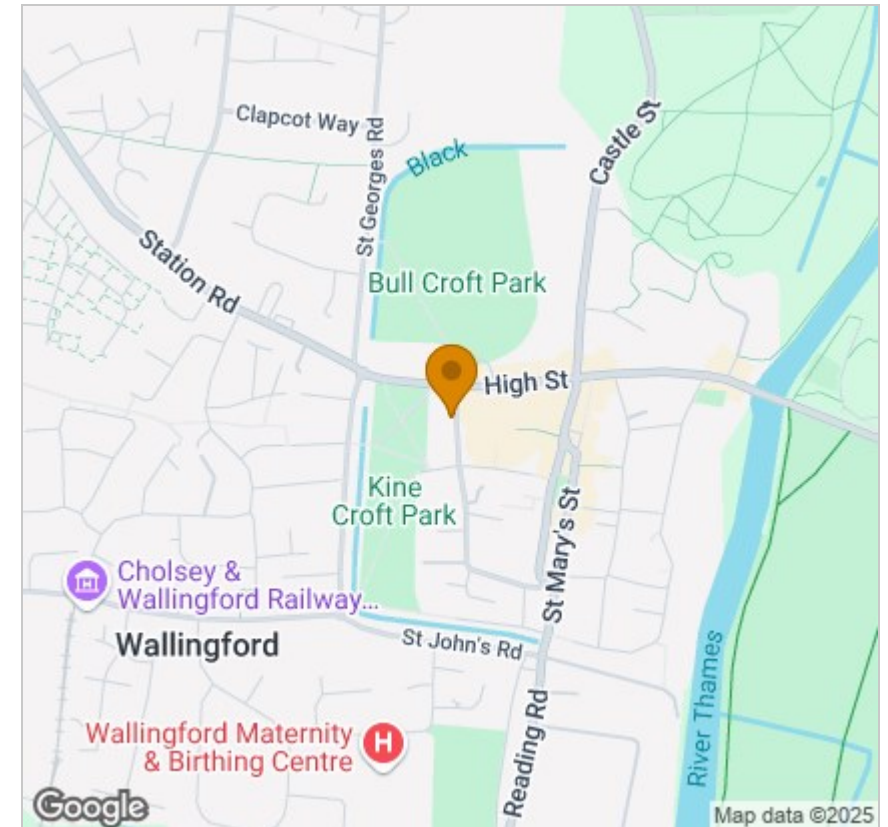 Clapcot Way
St Georges Rd
Black
Castle St
Station Rd
Bull Croft Park
High St
Kine
Croft Park
St Mary's St
Cholsey &
Wallingford Railway...
Wallingford
St John's Rd
River Thames
Wallingford Maternity
& Birthing Centre
H
Reading Rd
Google
Map data ©2025